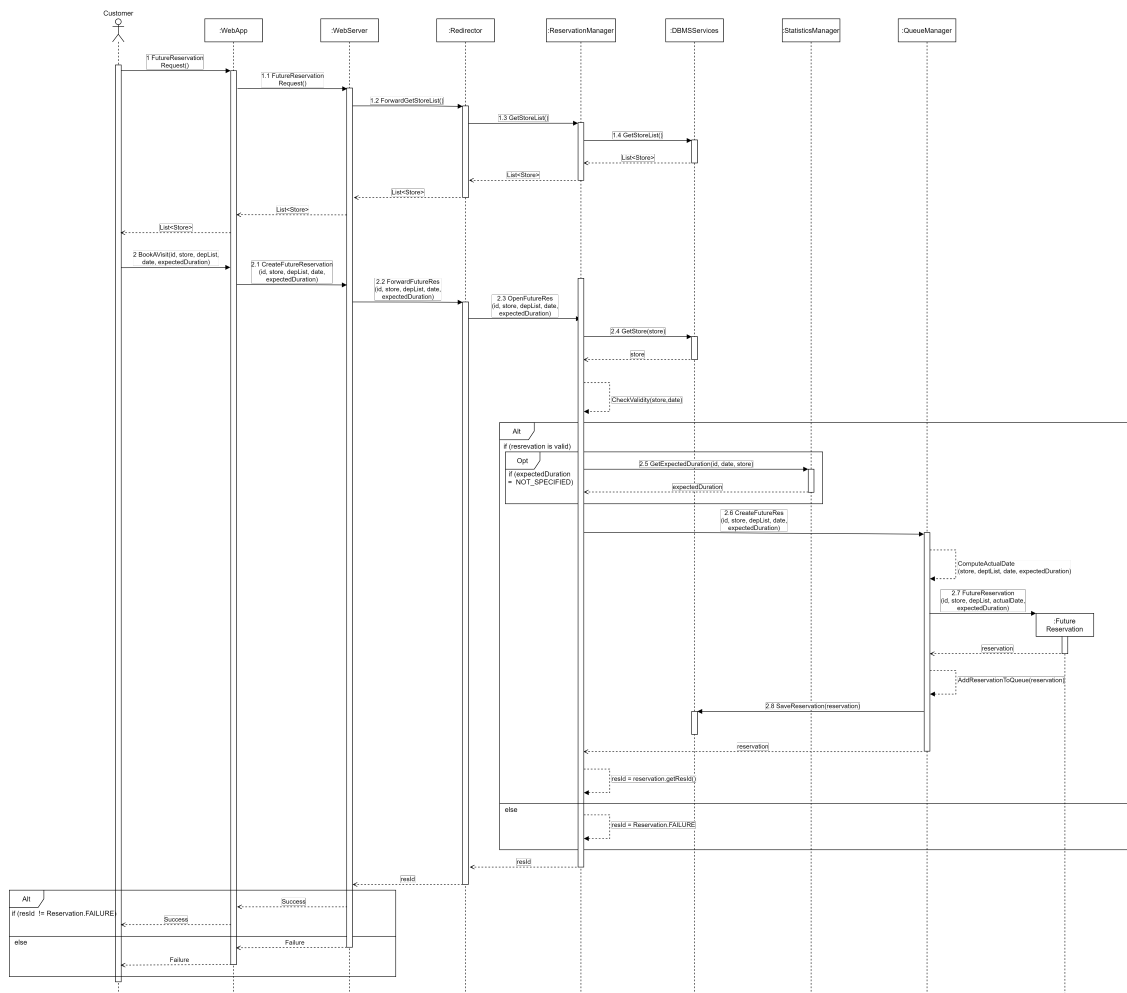 Customer
:WebApp
:WebServer
:Redirector
:ReservationManager
:DBMSServices
:StatisticsManager
:QueueManager
1 FutureReservation
Request()
1.1 FutureReservation
Request()
1.2 ForwardGetStoreList()
1.3 GetStoreList()
1.4 GetStoreList()
List<Store>
List<Store>
List<Store>
List<Store>
List<Store>
2 BookAVisit(id, store, depList,
date, expectedDuration)
2.1 CreateFutureReservation
(id, store, depList, date,
expectedDuration)
2.2 ForwardFutureRes
(id, store, depList, date,
expectedDuration)
2.3 OpenFutureRes
(id, store, depList, date,
expectedDuration)
2.4 GetStore(store)
store
CheckValidity(store,date)
Alt
if (resrevation is valid)
Opt
if (expectedDuration
= NOT_SPECIFIED)
2.5 GetExpectedDuration(id, date, store)
expectedDuration
2.6 CreateFutureRes
(id, store, depList, date,
expectedDuration)
ComputeActualDate
(store, deptList, date, expectedDuration)
2.7 FutureReservation
(id, store, depList, actualDate,
expectedDuration)
:Future
Reservation
reservation
AddReservationToQueue(reservation)
2.8 SaveReservation(reservation)
reservation
resId = reservation.getResId()
else
resId = Reservation.FAILURE
resId
resId
Alt
if (resId != Reservation.FAILURE)
Success
Success
else
Failure
Failure